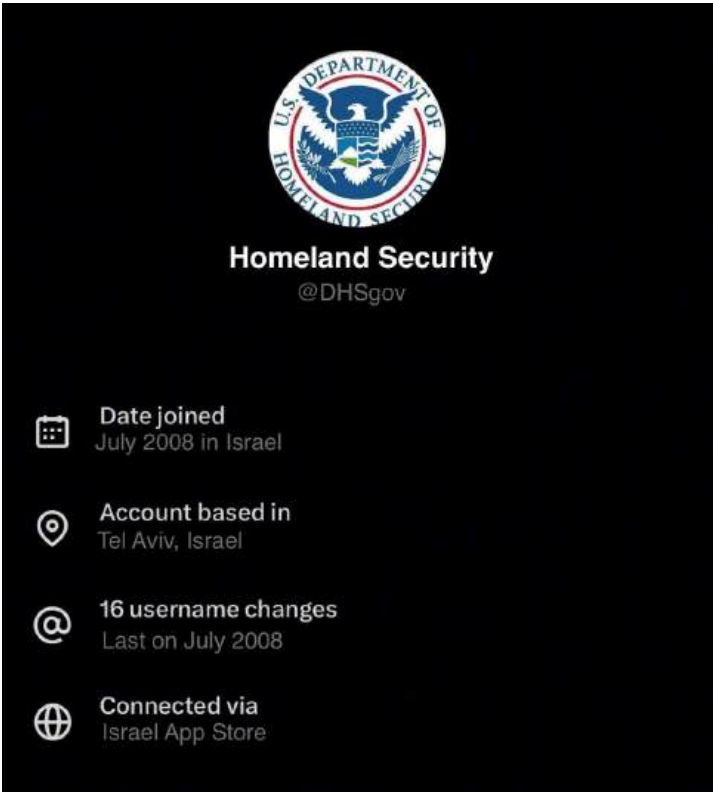 U.S. DEPARTMENT OF
HOMELAND SECURITY
Homeland Security
@DHSgov
Date joined
July 2008 in Israel
Account based in
Tel Aviv, Israel
16 username changes
Last on July 2008
Connected via
Israel App Store